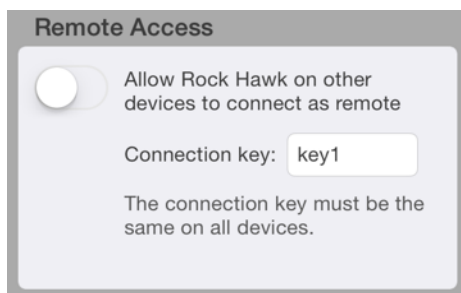 Remote Access
Allow Rock Hawk on other
devices to connect as remote
Connection key: key1
The connection key must be the
same on all devices.